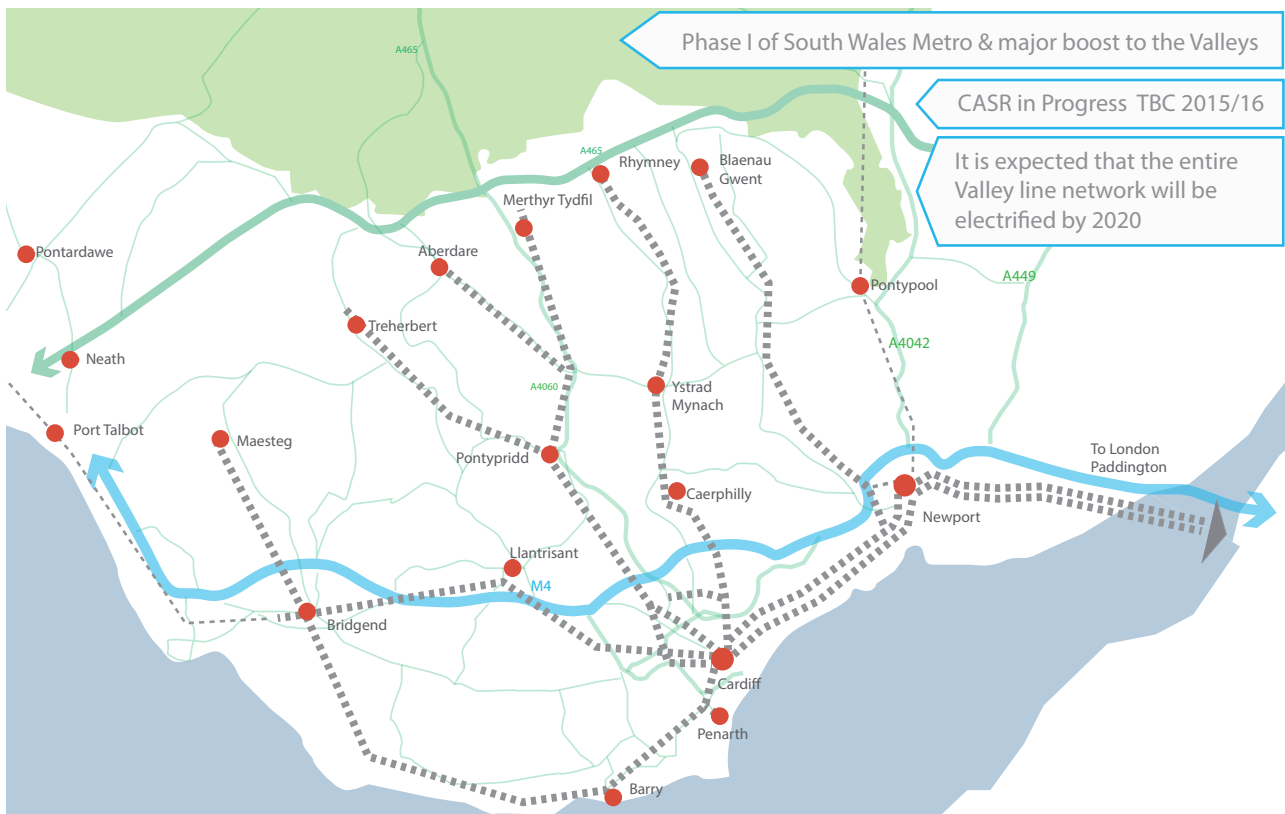 A465
Phase I of South Wales Metro & major boost to the Valleys
CASR in Progress TBC 2015/16
It is expected that the entire
Valley line network will be
electrified by 2020
A465
Rhymney
Blaenau
Gwent
Merthyr Tydfil
Pontardawe
Aberdare
A449
Pontypool
Treherbert
A4042
Neath
A4060
Ystrad
Mynach
Port Talbot
Maesteg
Pontypridd
To London
Paddington
Caerphilly
Newport
Llantrisant
M4
Bridgend
Cardiff
Penarth
Barry